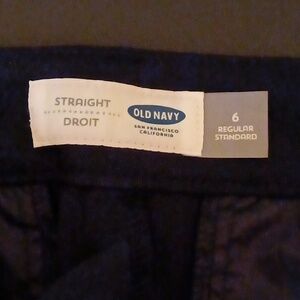 STRAIGHT
DROIT
OLD NAVY
SAN FRANCISCO
CALIFORNIA
6
REGULAR
STANDARD